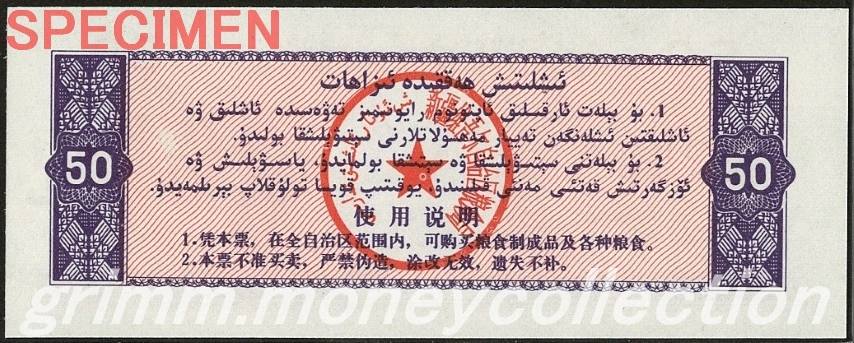 SPECIMEN
ئىشلىتىش ھەققىدە ئىزاھات
1. بۇ بېلەت ئارقىلىق ئاپتونوم رايونىمىز تەۋەسىدە ئاشلىق ۋە
ئاشلىقتىن ئىشلەنگەن تەييار مەھسۇلاتلارنى سېتىۋېلىشقا بولىدۇ.
2. بۇ بېلەتنى سېتىۋېلىشقا ۋە سېتىشقا بولمايدۇ، ياسىۋېلىش ۋە
ئۆزگەرتىش قەتئىي مەنئى قىلىنىدۇ يوقىتىپ قويسا تولۇقلاپ بېرىلمەيدۇ.
50
50
使用说明
1.凭本票，在全自治区范围内，可购买粮食制成品及各种粮食。
2.本票不准买卖，严禁伪造，涂改无效，遗失不补。
grimm.moneycollection